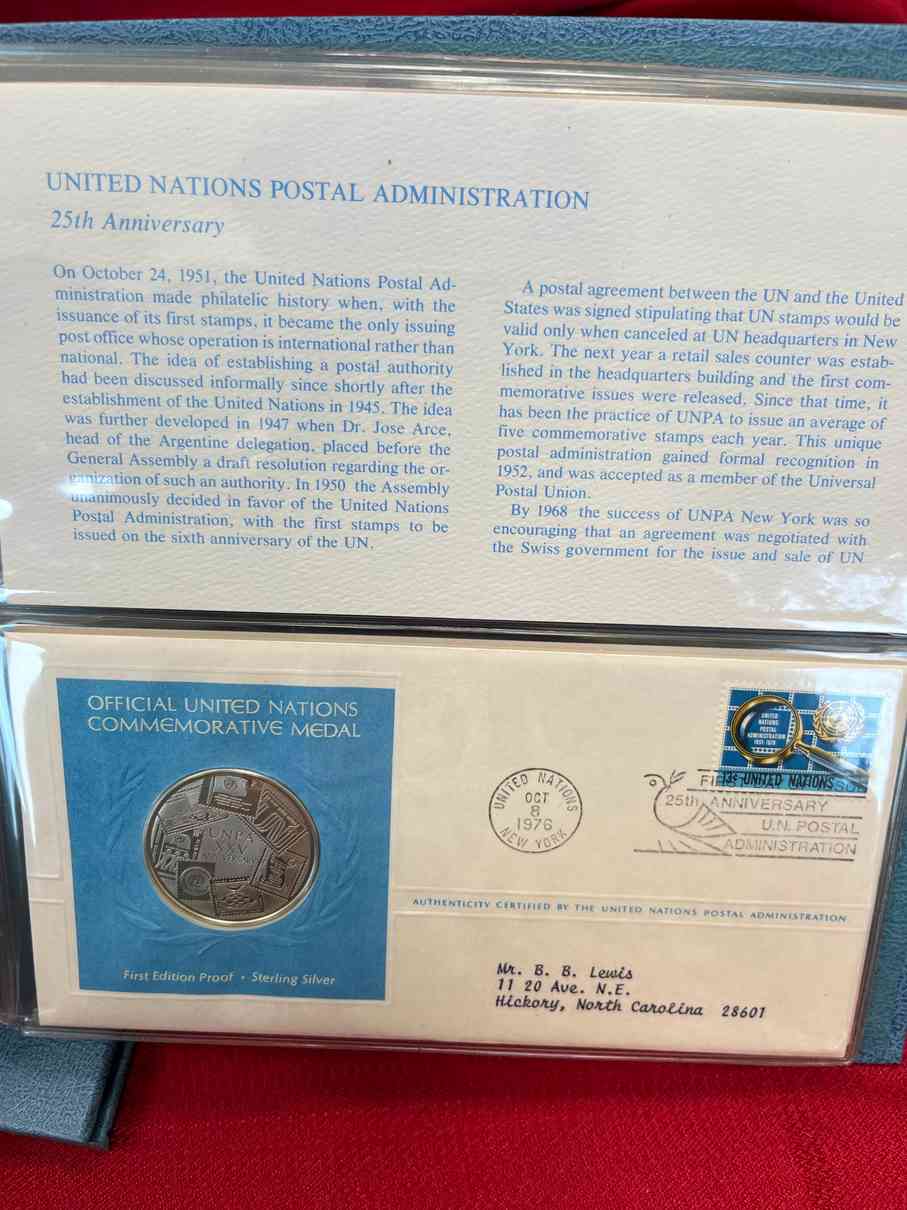 UNITED NATIONS POSTAL ADMINISTRATION
25th Anniversary
On October 24, 1951, the United Nations Postal Ad-
ministration made philatelic history when, with the
issuance of its first stamps, it became the only issuing
post office whose operation is international rather than
national. The idea of establishing a postal authority
had been discussed informally since shortly after the
establishment of the United Nations in 1945. The idea
was further developed in 1947 when Dr. Jose Arce,
head of the Argentine delegation, placed before the
General Assembly a draft resolution regarding the or-
ganization of such an authority. In 1950 the Assembly
unanimously decided in favor of the United Nations
Postal Administration, with the first stamps to be
issued on the sixth anniversary of the UN.
A postal agreement between the UN and the United
States was signed stipulating that UN stamps would be
valid only when canceled at UN headquarters in New
York. The next year a retail sales counter was estab-
lished in the headquarters building and the first com-
memorative issues were released. Since that time, it
has been the practice of UNPA to issue an average of
five commemorative stamps each year. This unique
postal administration gained formal recognition in
1952, and was accepted as a member of the Universal
Postal Union.
By 1968 the success of UNPA New York was so
encouraging that an agreement was negotiated with
the Swiss government for the issue and sale of UN
OFFICIAL UNITED NATIONS
COMMEMORATIVE MEDAL
UNPA
XXV
First Edition Proof • Sterling Silver
UNITED NATIONS
OCT
8
1976
NEW YORK
UNITED
NATIONS
POSTAL
ADMINISTRATION
1951-1976
13c UNITED NATIONS
25th ANNIVERSARY
U.N. POSTAL
ADMINISTRATION
AUTHENTICITY CERTIFIED BY THE UNITED NATIONS POSTAL ADMINISTRATION
Mr. B. B. Lewis
11 20 Ave. N.E.
Hickory, North Carolina 28601